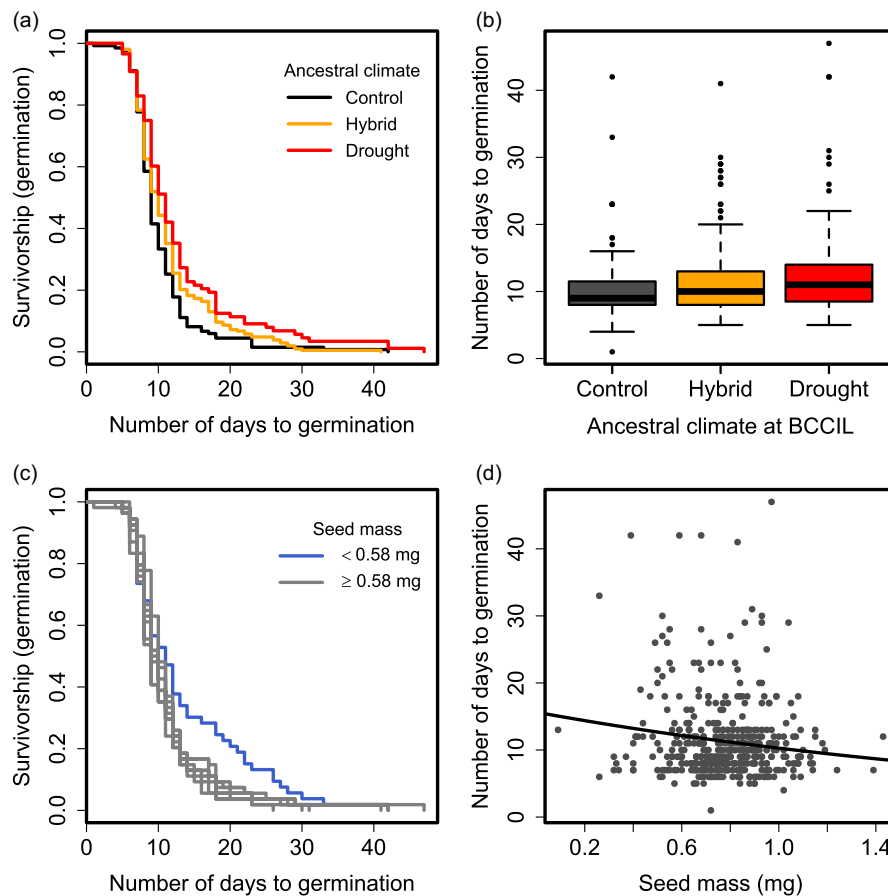 (a)
Survivorship (germination)
1.0
0.8
0.6
0.4
0.2
0.0
Ancestral climate
Control
Hybrid
Drought
0 10 20 30 40
Number of days to germination
(b)
Number of days to germination
40
30
20
10
0
Control Hybrid Drought
Ancestral climate at BCCIL
(c)
Survivorship (germination)
1.0
0.8
0.6
0.4
0.2
0.0
Seed mass
< 0.58 mg
≥ 0.58 mg
0 10 20 30 40
Number of days to germination
(d)
Number of days to germination
40
30
20
10
0
0.2 0.6 1.0 1.4
Seed mass (mg)